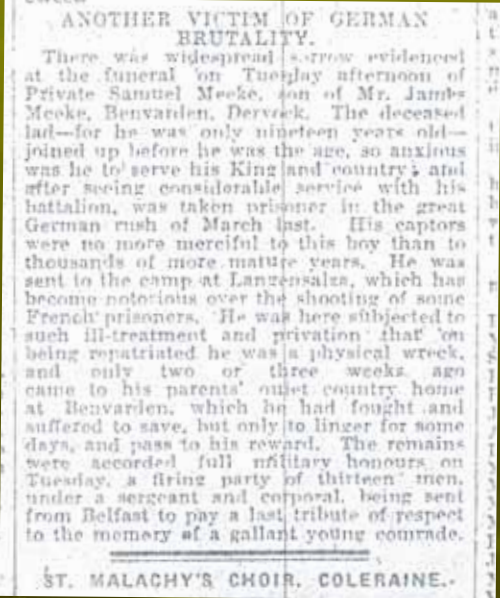 ANOTHER VICTIM OF GERMAN
BRUTALITY.
There was widespread sorrow evidenced
at the funeral on Tuesday afternoon of
Private Samuel Meeke, son of Mr. James
Meeke, Benvarden, Dervock. The deceased
lad—for he was only nineteen years old—
joined up before he was the age, so anxious
was he to serve his King and country; and
after seeing considerable service with his
battalion, was taken prisoner in the great
German rush of March last. His captors
were no more merciful to this boy than to
thousands of more mature years. He was
sent to the camp at Langensalza, which has
become notorious over the shooting of some
French prisoners. He was here subjected to
such ill-treatment and privation that on
being repatriated he was a physical wreck,
and only two or three weeks ago
came to his parents' quiet country home
at Benvarden, which he had fought and
suffered to save, but only to linger for some
days, and pass to his reward. The remains
were accorded full military honours on
Tuesday, a firing party of thirteen men,
under a sergeant and corporal, being sent
from Belfast to pay a last tribute of respect
to the memory of a gallant young comrade.
ST. MALACHY'S CHOIR, COLERAINE.